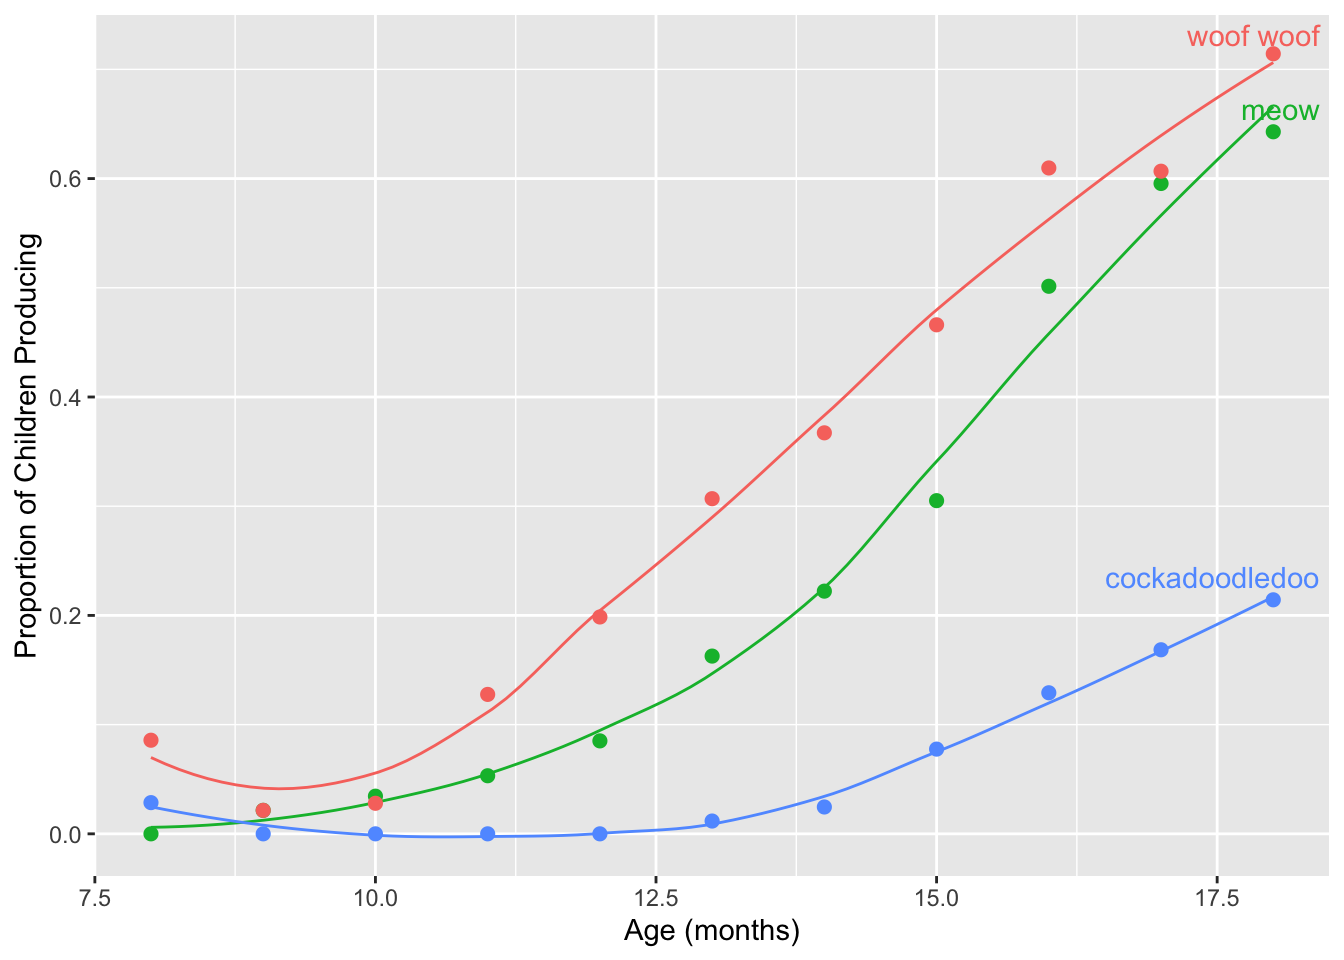 woof woof
meow
cockadoodledoo
0.6
0.4
0.2
0.0
Proportion of Children Producing
7.5 10.0 12.5 15.0 17.5
Age (months)